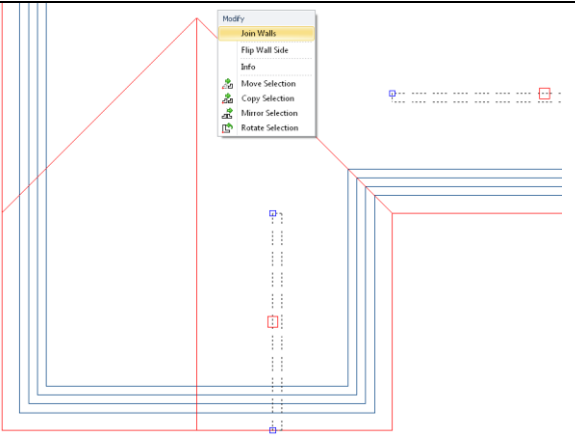 Modify
Join Walls
Flip Wall Side
Info
Move Selection
Copy Selection
Mirror Selection
Rotate Selection